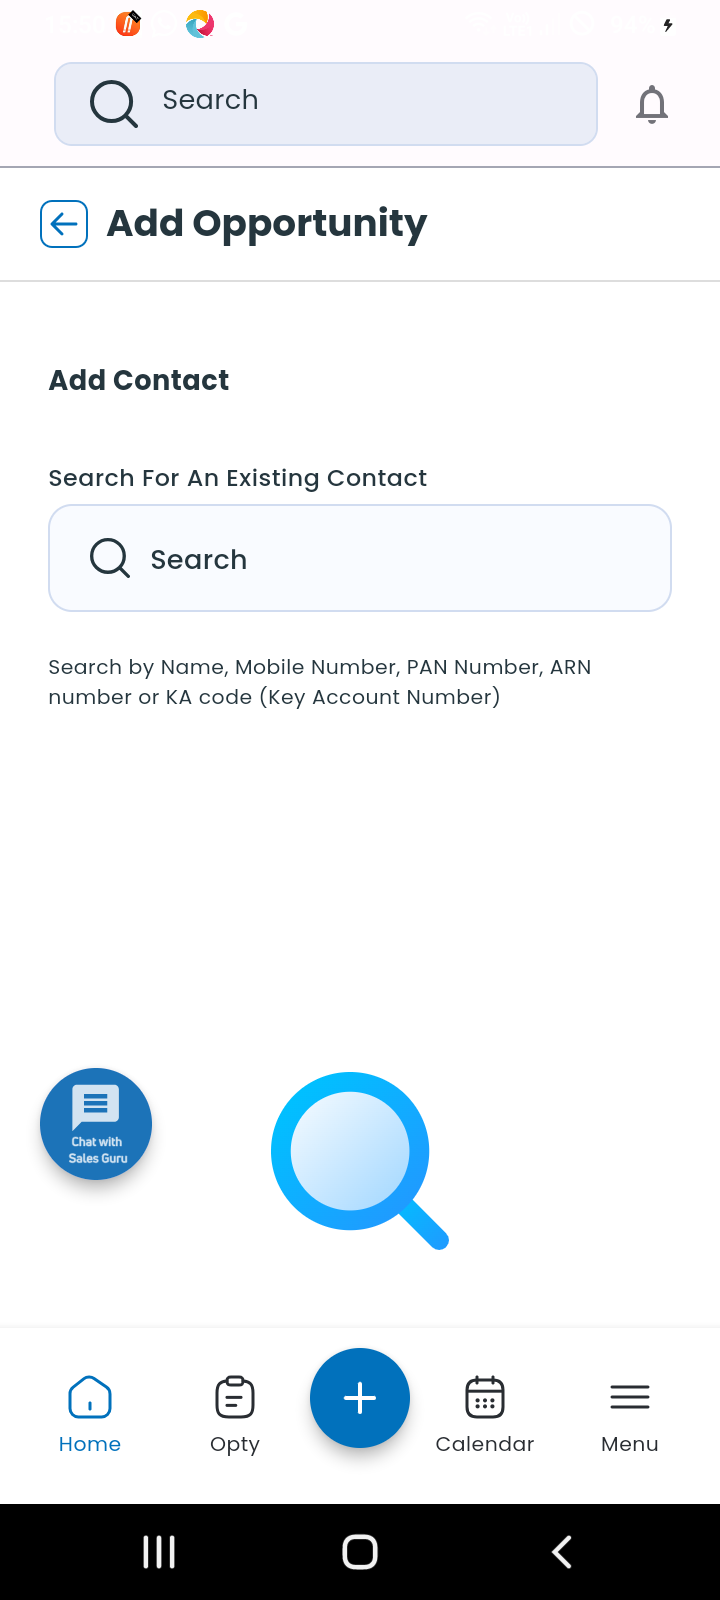 Search
Add Opportunity
Add Contact
Search For An Existing Contact
Search
Search by Name, Mobile Number, PAN Number, ARN
number or KA code (Key Account Number)
Chat with
Sales Guru
Home
Opty
Calendar
Menu